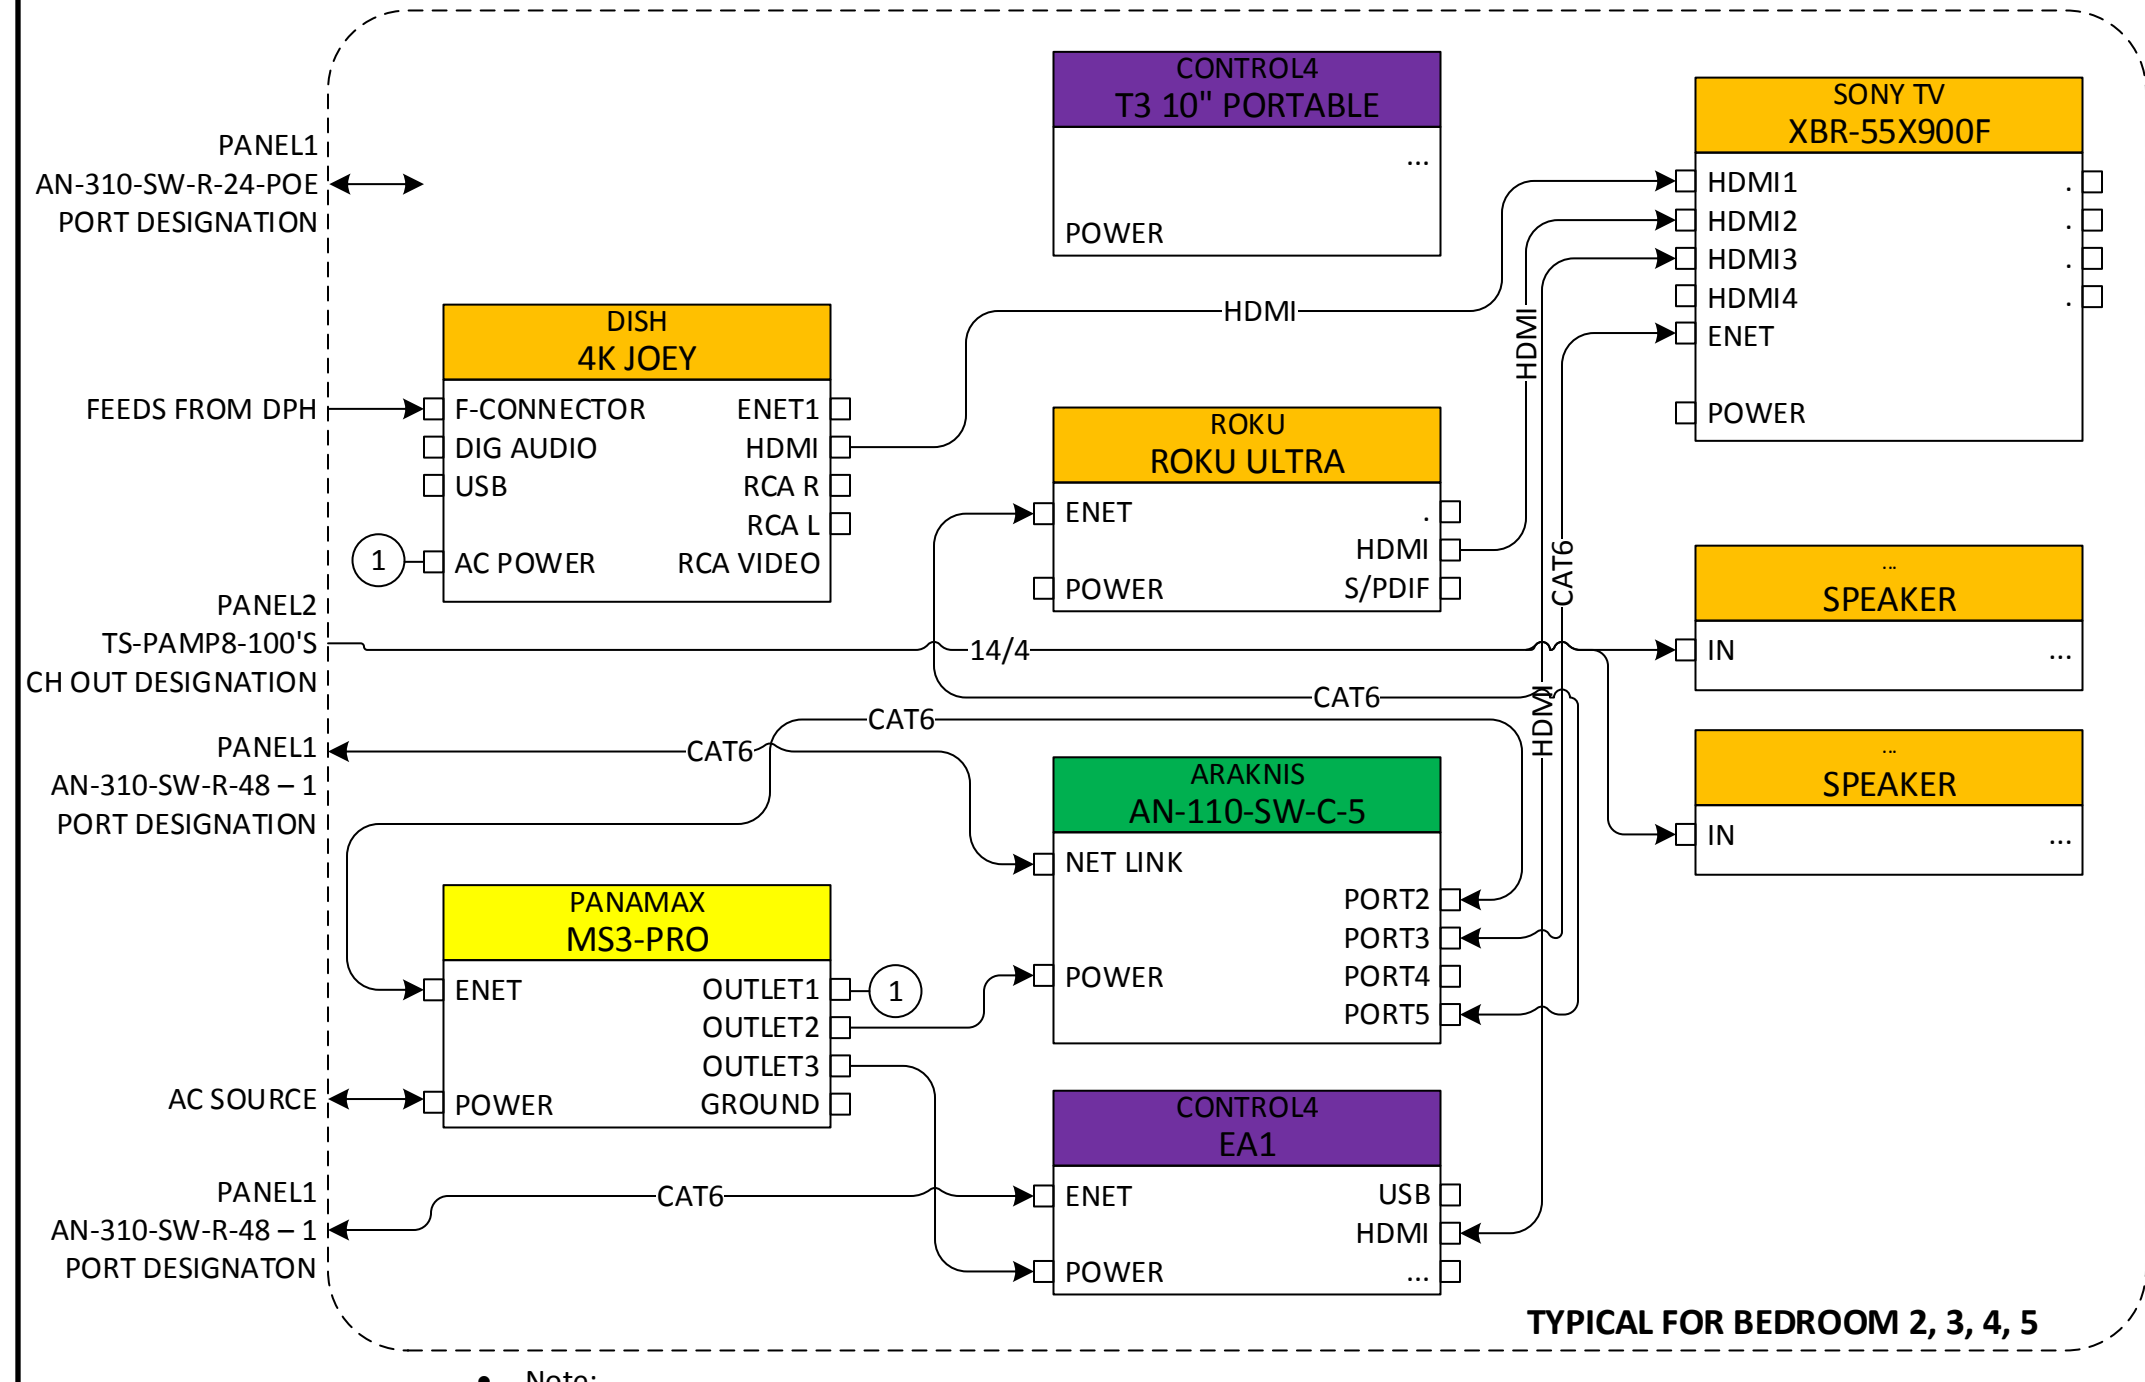 CONTROL4
T3 10" PORTABLE
...
POWER
SONY TV
XBR-55X900F
HDMI1 .
HDMI2 .
HDMI3 .
HDMI4 .
ENET
POWER
PANEL1
AN-310-SW-R-24-POE
PORT DESIGNATION
DISH
4K JOEY
F-CONNECTOR ENET1
DIG AUDIO HDMI
USB RCA R
RCA L
AC POWER RCA VIDEO
1
FEEDS FROM DPH
HDMI
HDMI
ROKU
ROKU ULTRA
ENET .
HDMI
POWER S/PDIF
CAT6
...
SPEAKER
IN ...
PANEL2
TS-PAMP8-100'S
CH OUT DESIGNATION
14/4
CAT6
HDMI
CAT6
CAT6
...
SPEAKER
IN ...
PANEL1
AN-310-SW-R-48 – 1
PORT DESIGNATION
ARAKNIS
AN-110-SW-C-5
NET LINK
PORT2
PORT3
POWER PORT4
PORT5
PANAMAX
MS3-PRO
ENET OUTLET1
1
OUTLET2
OUTLET3
POWER GROUND
AC SOURCE
CONTROL4
EA1
ENET USB
HDMI
POWER ...
PANEL1
AN-310-SW-R-48 – 1
PORT DESIGNATON
CAT6
TYPICAL FOR BEDROOM 2, 3, 4, 5
• Note: